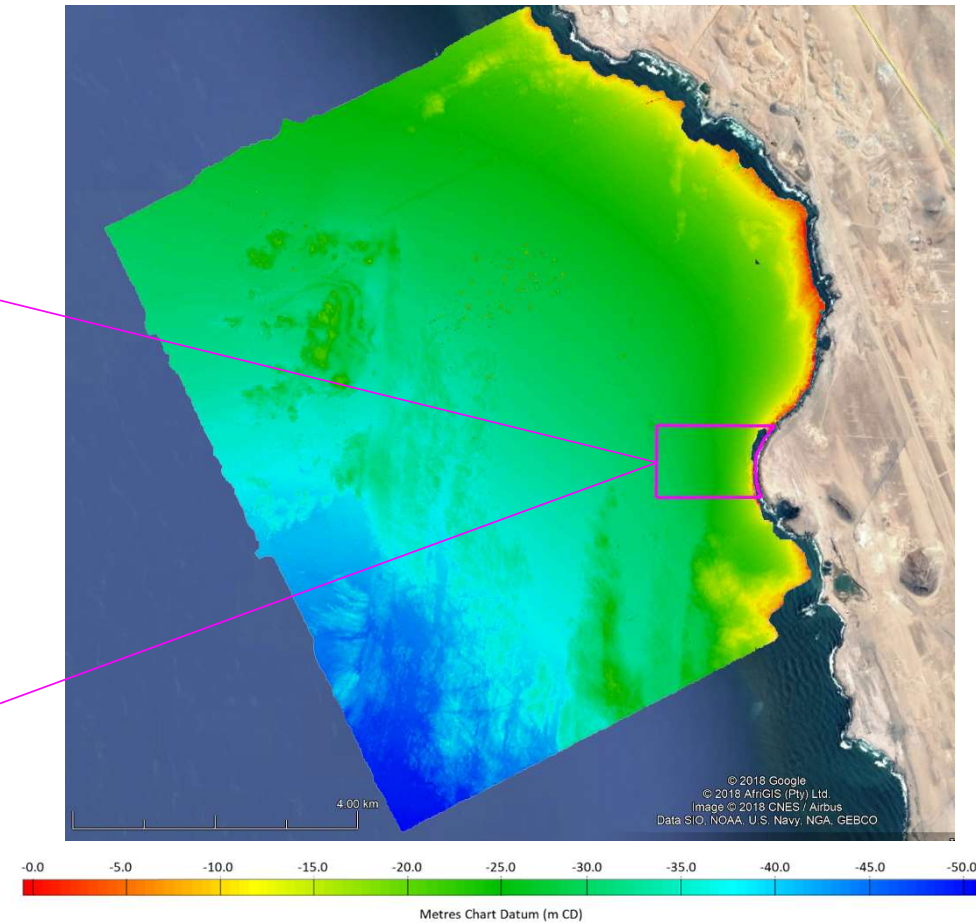 4.00 km
© 2018 Google
© 2018 AfriGIS (Pty) Ltd.
Image © 2018 CNES / Airbus
Data SIO, NOAA, U.S. Navy, NGA, GEBCO
-0.0 -5.0 -10.0 -15.0 -20.0 -25.0 -30.0 -35.0 -40.0 -45.0 -50.0
Metres Chart Datum (m CD)